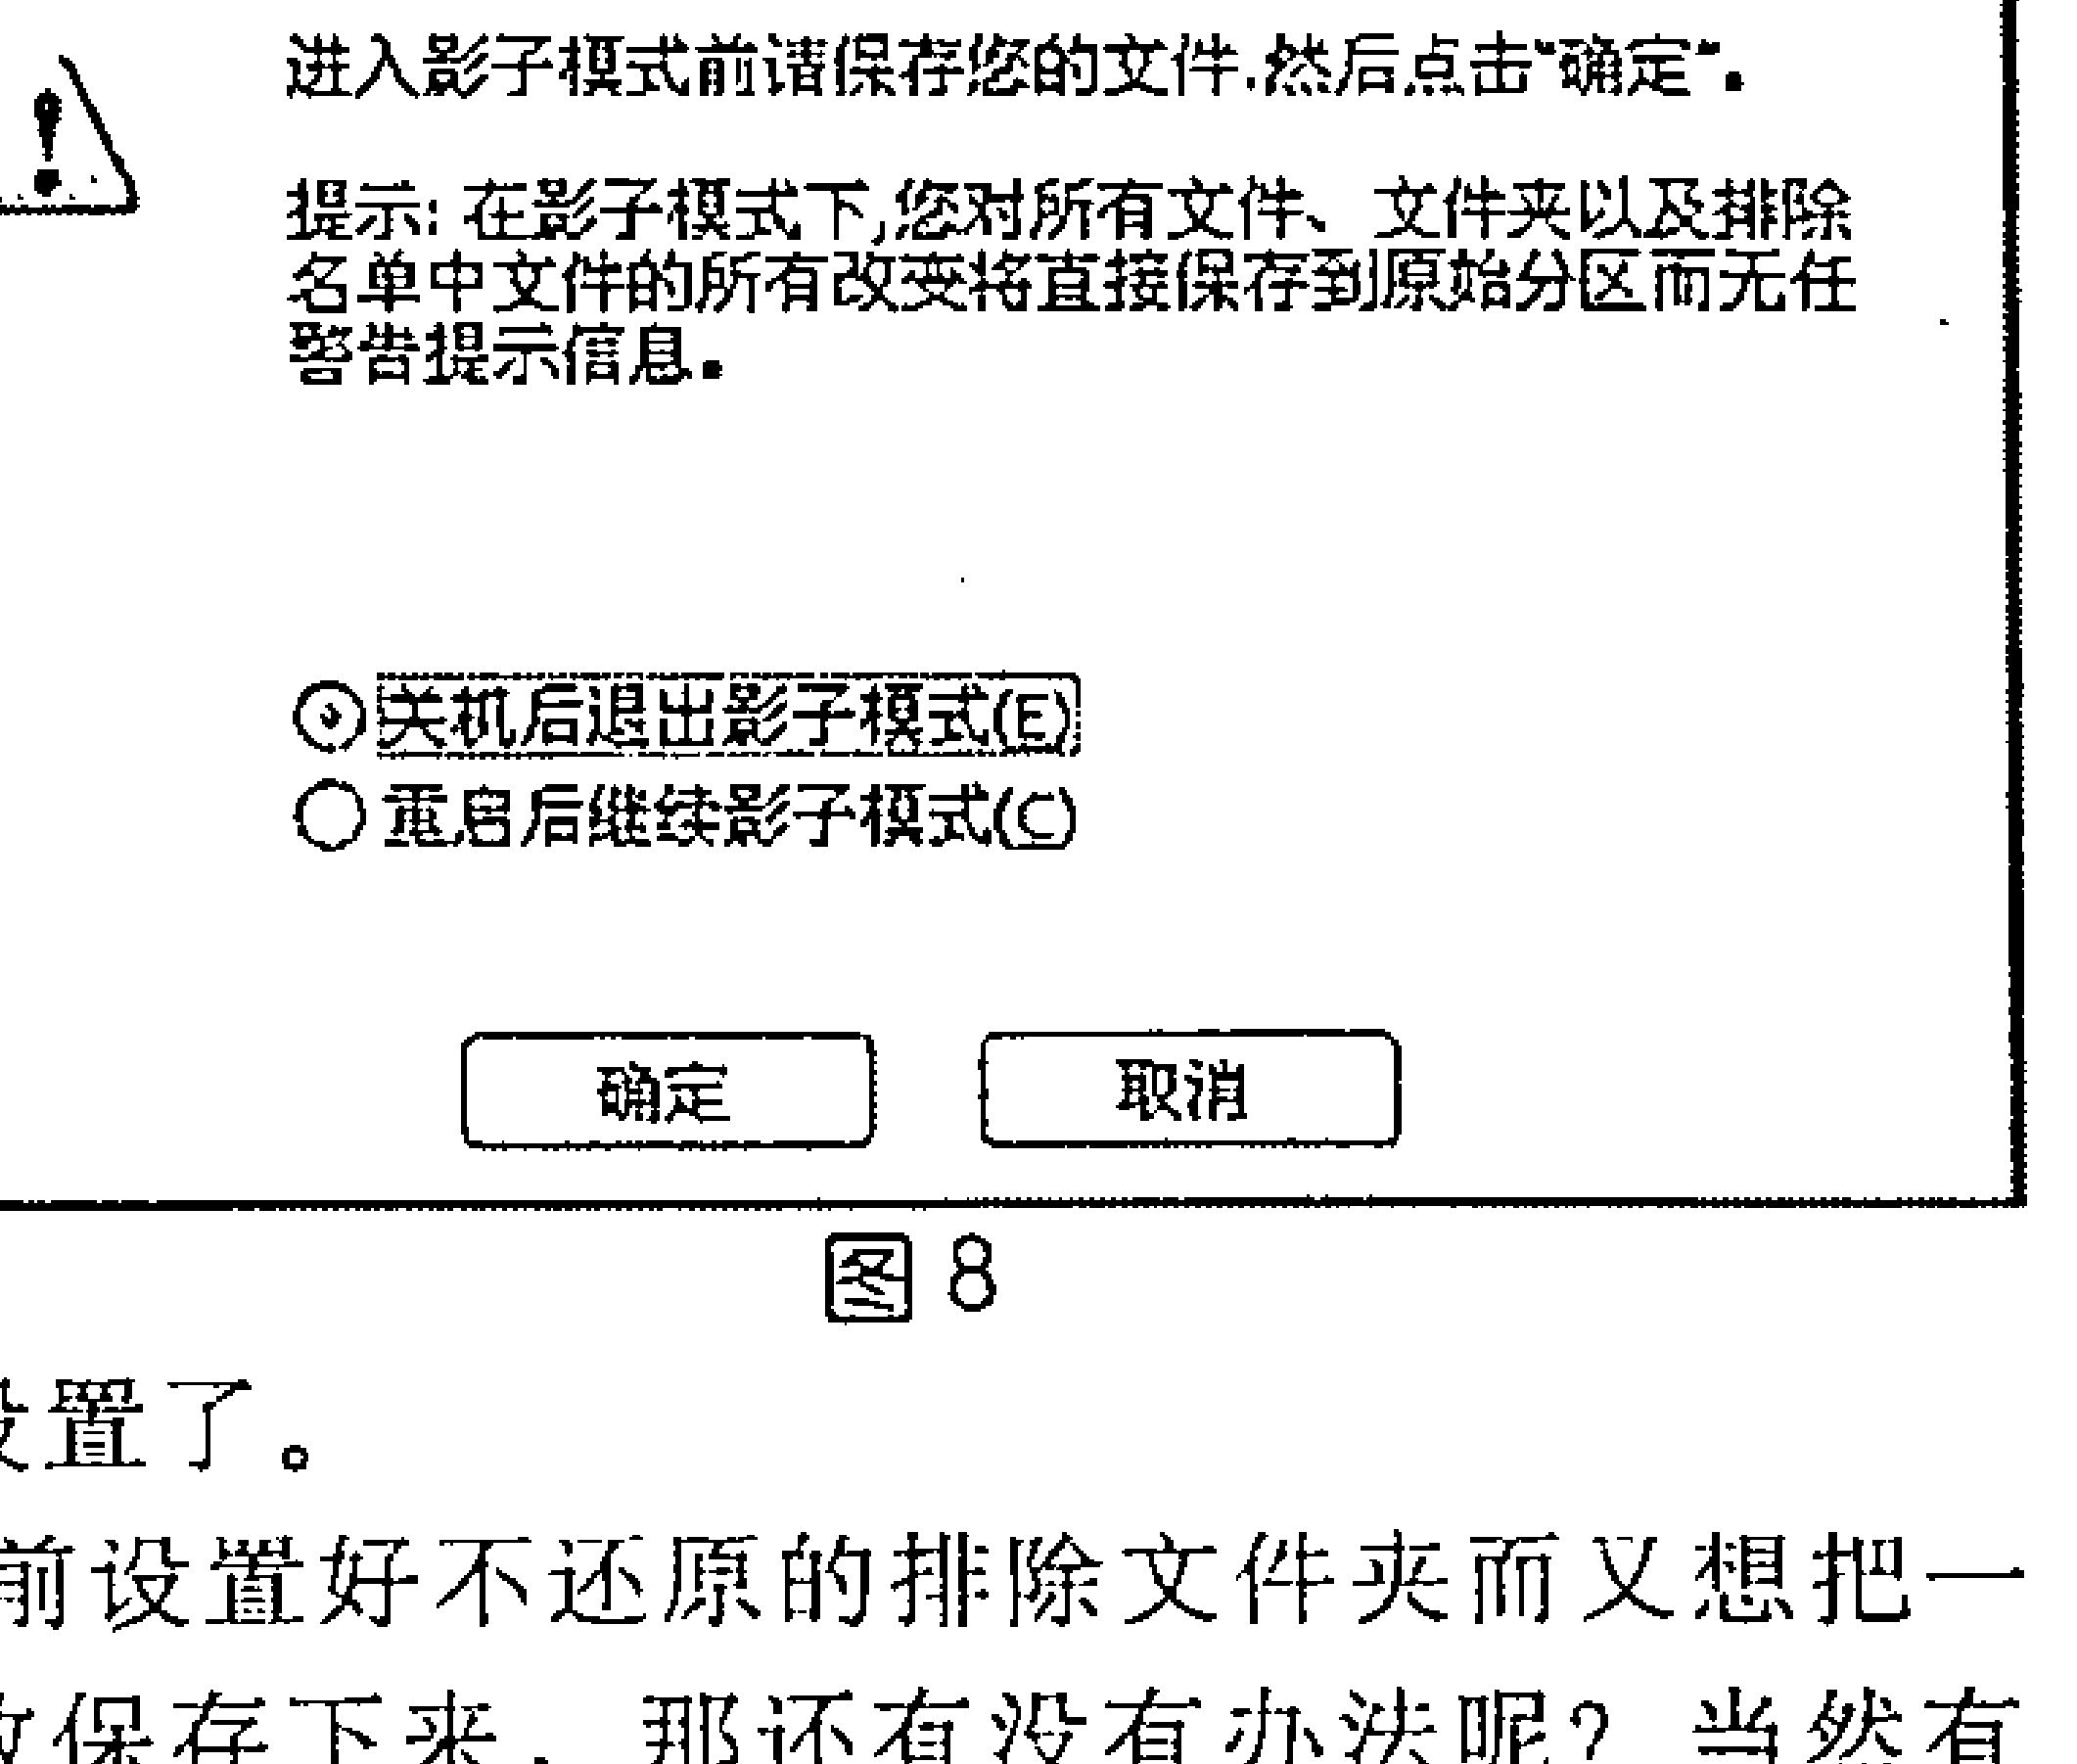 进入影子模式前请保存您的文件.然后点击“确定”.
提示: 在影子模式下,您对所有文件、文件夹以及排除
名单中文件的所有改变将直接保存到原始分区而无任
警告提示信息.
关机后退出影子模式(E)
重启后继续影子模式(C)
确定 取消
图 8
置了。
前设置好不还原的排除文件夹而又想把一
保存下来，那还有没有办法呢？当然有